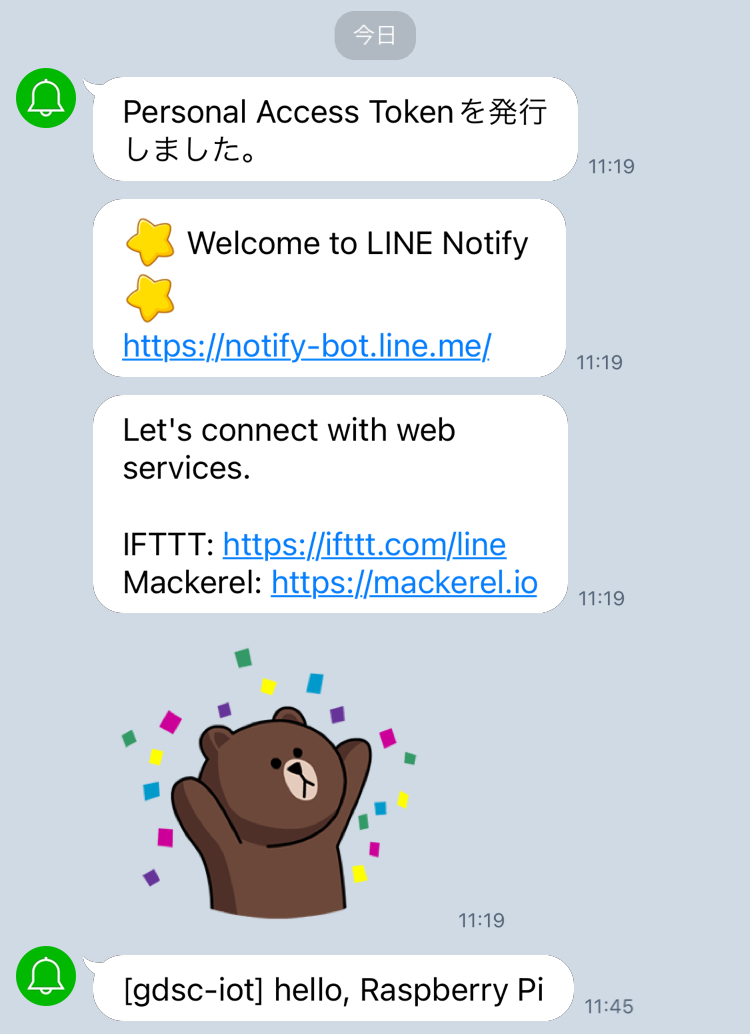 今日
Personal Access Tokenを発行
しました。
11:19
Welcome to LINE Notify
https://notify-bot.line.me/
11:19
Let's connect with web
services.
IFTTT: https://ifttt.com/line
Mackerel: https://mackerel.io
11:19
11:19
[gdsc-iot] hello, Raspberry Pi
11:45